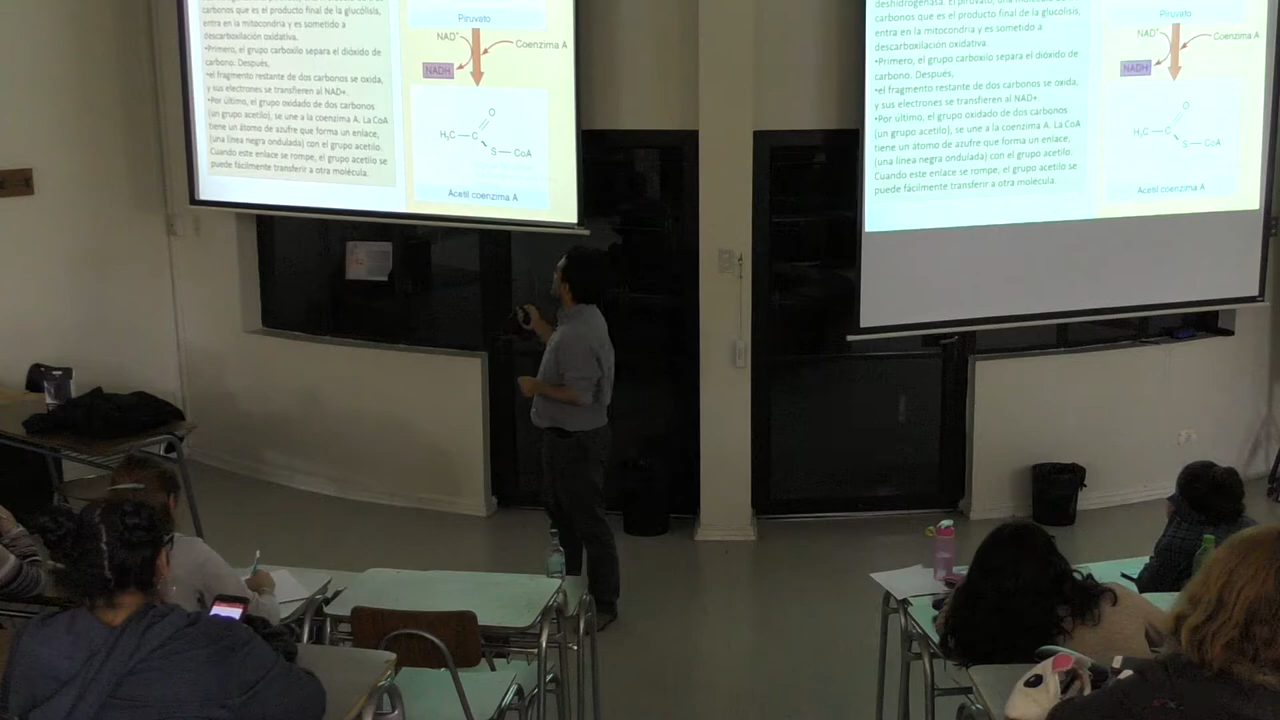 carbonos que es el producto final de la glucólisis,
entra en la mitocondria y es sometido a
descarboxilación oxidativa.
•Primero, el grupo carboxilo separa el dióxido de
carbono. Después,
•el fragmento restante de dos carbonos se oxida,
y sus electrones se transfieren al NAD+.
•Por último, el grupo oxidado de dos carbonos
(un grupo acetilo), se une a la coenzima A. La CoA
tiene un átomo de azufre que forma un enlace,
(una línea negra ondulada) con el grupo acetilo.
Cuando este enlace se rompe, el grupo acetilo se
puede fácilmente transferir a otra molécula.
Piruvato
NAD⁺
Coenzima A
NADH
O
H₃C — C
S — CoA
Acetil coenzima A
deshidrogenasa. El piruvato, una molécula de
carbonos que es el producto final de la glucólisis,
entra en la mitocondria y es sometido a
descarboxilación oxidativa.
•Primero, el grupo carboxilo separa el dióxido de
carbono. Después,
•el fragmento restante de dos carbonos se oxida,
y sus electrones se transfieren al NAD+.
•Por último, el grupo oxidado de dos carbonos
(un grupo acetilo), se une a la coenzima A. La CoA
tiene un átomo de azufre que forma un enlace,
(una línea negra ondulada) con el grupo acetilo.
Cuando este enlace se rompe, el grupo acetilo se
puede fácilmente transferir a otra molécula.
Piruvato
NAD⁺
Coenzima A
NADH
O
H₃C — C
S — CoA
Acetil coenzima A